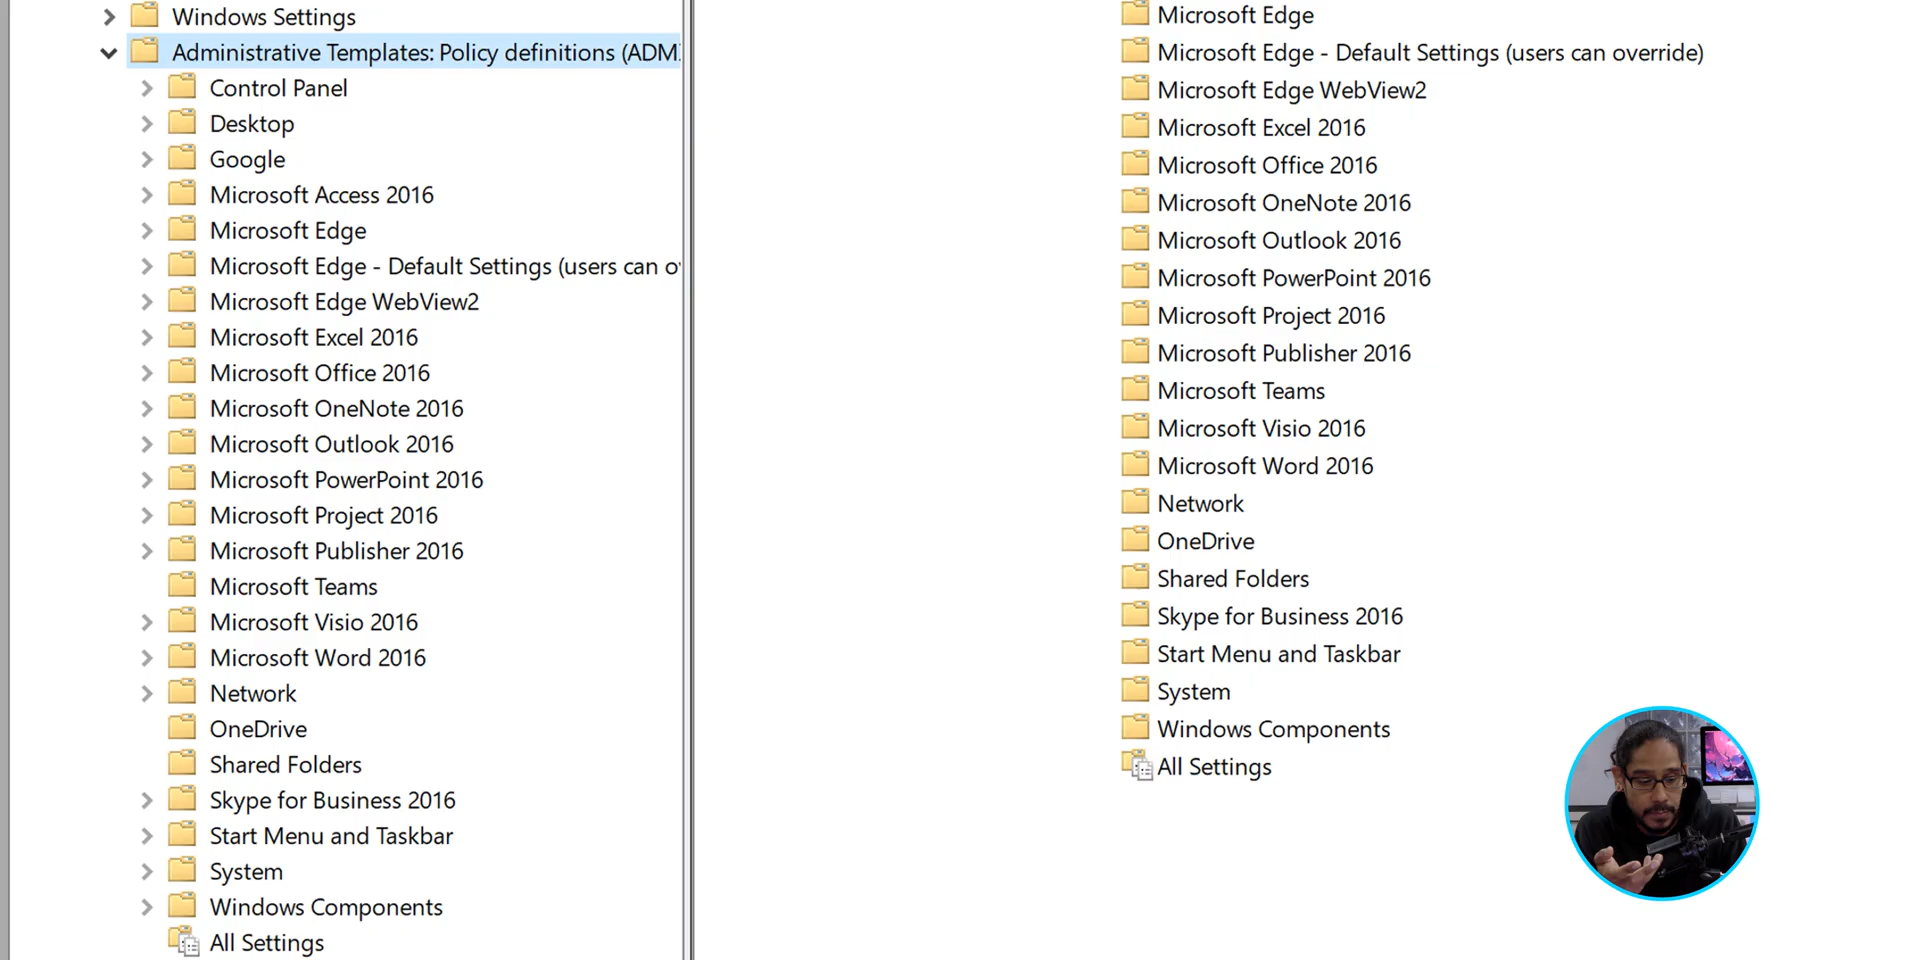 Windows Settings
Administrative Templates: Policy definitions (ADM
Control Panel
Desktop
Google
Microsoft Access 2016
Microsoft Edge
Microsoft Edge - Default Settings (users can o
Microsoft Edge WebView2
Microsoft Excel 2016
Microsoft Office 2016
Microsoft OneNote 2016
Microsoft Outlook 2016
Microsoft PowerPoint 2016
Microsoft Project 2016
Microsoft Publisher 2016
Microsoft Teams
Microsoft Visio 2016
Microsoft Word 2016
Network
OneDrive
Shared Folders
Skype for Business 2016
Start Menu and Taskbar
System
Windows Components
All Settings
Microsoft Edge
Microsoft Edge - Default Settings (users can override)
Microsoft Edge WebView2
Microsoft Excel 2016
Microsoft Office 2016
Microsoft OneNote 2016
Microsoft Outlook 2016
Microsoft PowerPoint 2016
Microsoft Project 2016
Microsoft Publisher 2016
Microsoft Teams
Microsoft Visio 2016
Microsoft Word 2016
Network
OneDrive
Shared Folders
Skype for Business 2016
Start Menu and Taskbar
System
Windows Components
All Settings